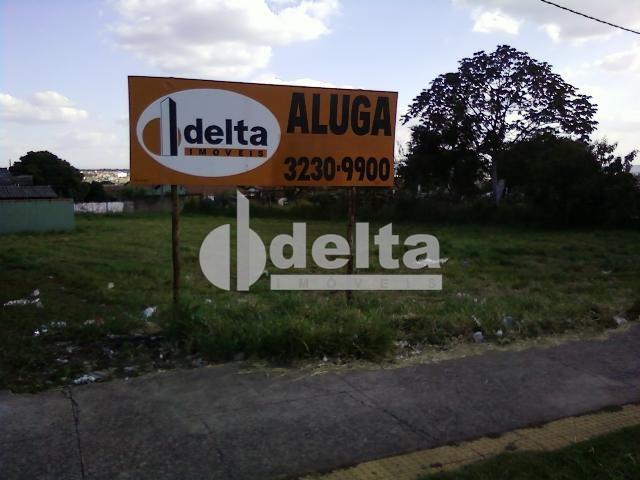 delta
IMÓVEIS
ALUGA
3230-9900
delta
IMÓVEIS